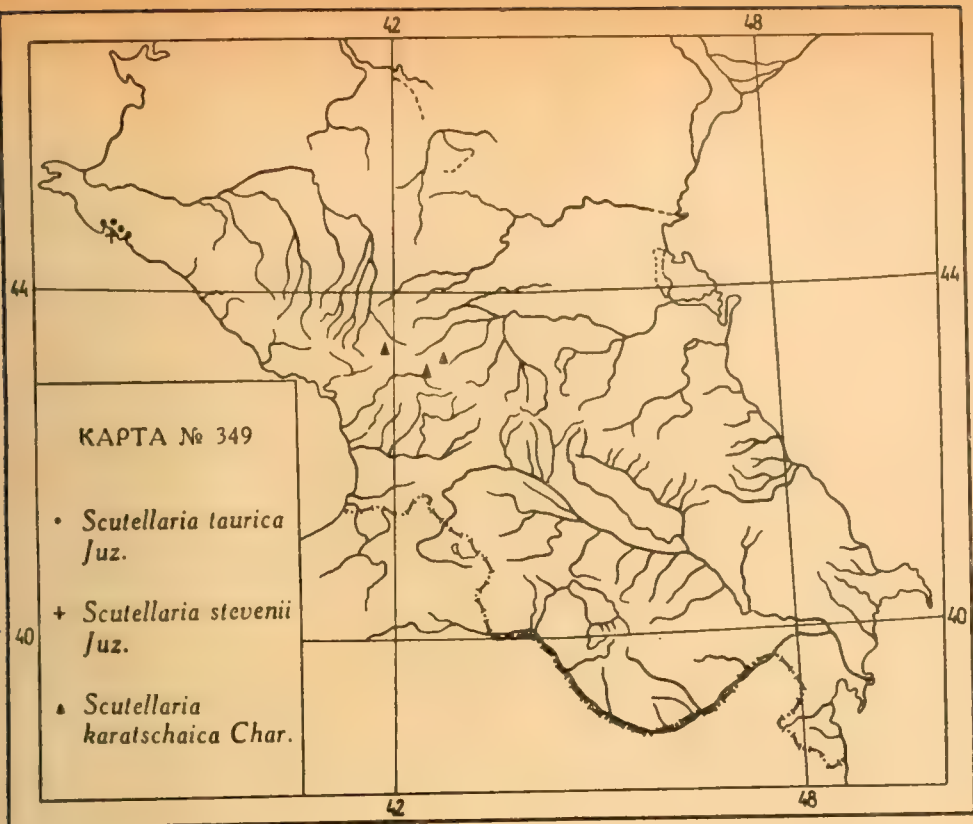 42 48
44 44
КАРТА № 349
• Scutellaria taurica
Juz.
+ Scutellaria stevenii
Juz.
40 40
▲ Scutellaria
karatschaica Char.
42 48